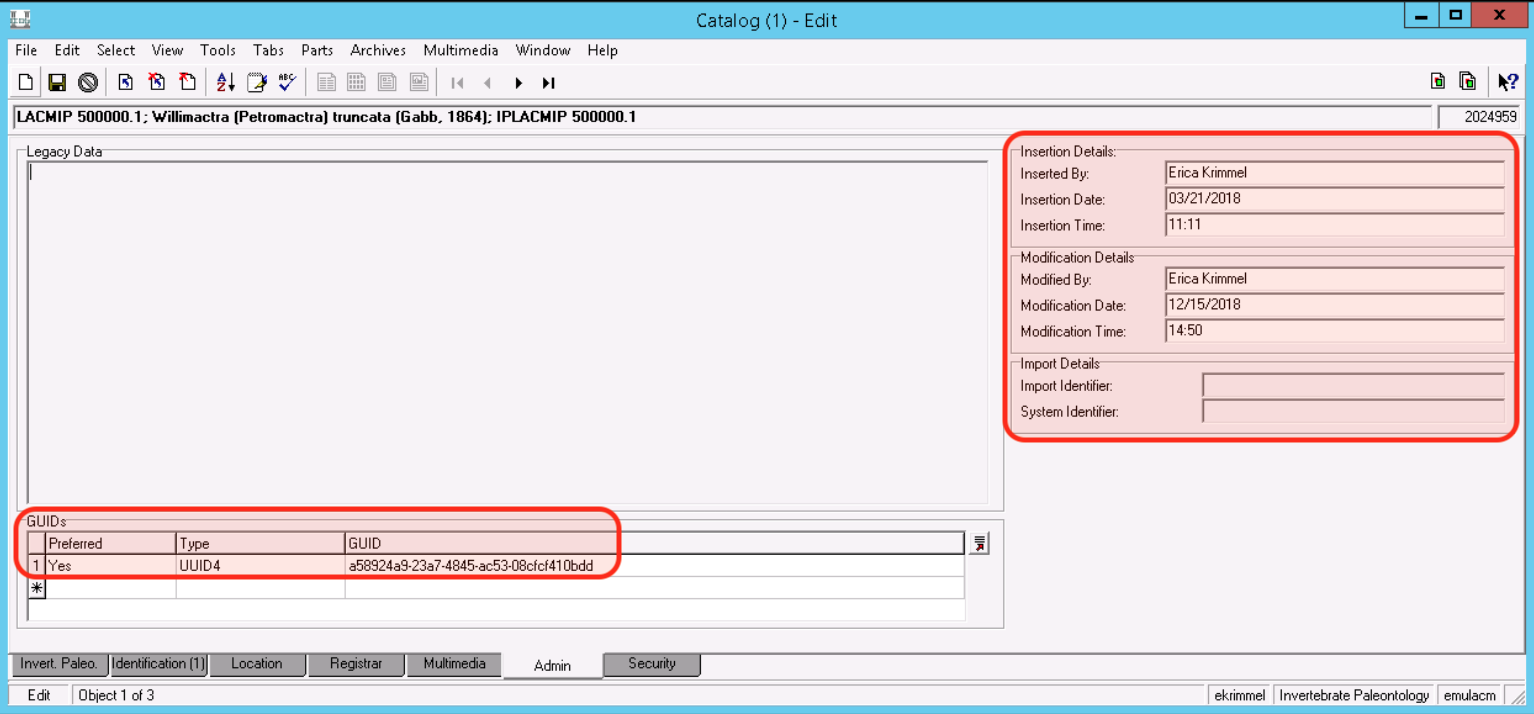 Catalog (1) - Edit
File Edit Select View Tools Tabs Parts Archives Multimedia Window Help
LACMIP 500000.1; Willimactra (Petromactra) truncata (Gabb, 1864); IPLACMIP 500000.1 2024959
Legacy Data
Insertion Details:
Inserted By: Erica Krimmel
Insertion Date: 03/21/2018
Insertion Time: 11:11
Modification Details
Modified By: Erica Krimmel
Modification Date: 12/15/2018
Modification Time: 14:50
Import Details
Import Identifier:
System Identifier:
GUIDs
Preferred Type GUID
1 Yes UUID4 a58924a9-23a7-4845-ac53-08cfcf410bdd
Invert. Paleo. Identification (1) Location Registrar Multimedia Admin Security
Edit Object 1 of 3 ekrimmel Invertebrate Paleontology emulacm